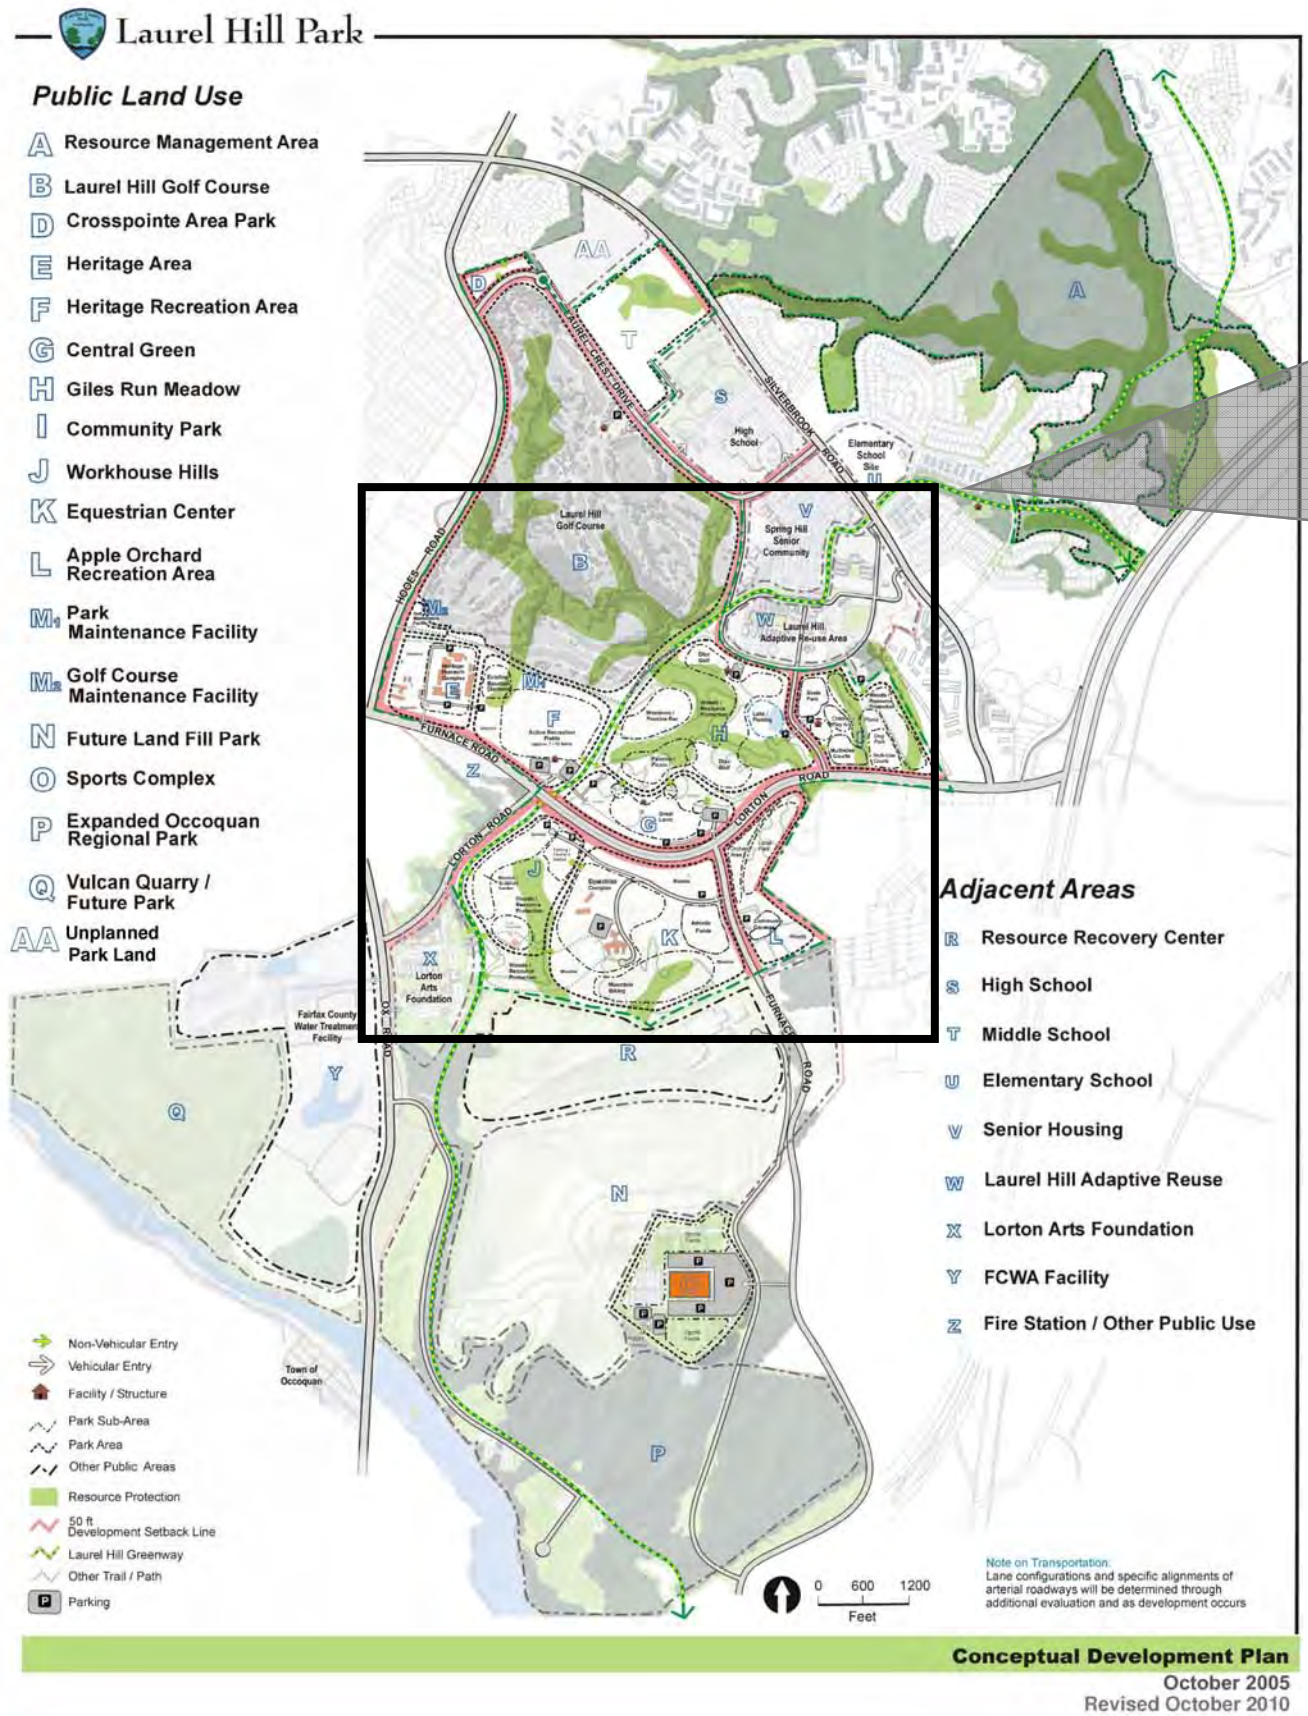 Laurel Hill Park
Public Land Use
A Resource Management Area
B Laurel Hill Golf Course
D Crosspointe Area Park
E Heritage Area
F Heritage Recreation Area
G Central Green
H Giles Run Meadow
I Community Park
J Workhouse Hills
K Equestrian Center
L Apple Orchard
Recreation Area
M1 Park
Maintenance Facility
M2 Golf Course
Maintenance Facility
N Future Land Fill Park
O Sports Complex
P Expanded Occoquan
Regional Park
Q Vulcan Quarry /
Future Park
AA Unplanned
Park Land
AA
D
A
T
S
High
School
SILVERBROOK ROAD
Elementary
School
Site
U
HOOES ROAD
Laurel Hill
Golf Course
B
V
Spring Hill
Senior
Community
M2
W
Laurel Hill
Adaptive Re-use Area
E
M1
F
Active Recreation
Fields
H
FURNACE ROAD
Z
LORTON ROAD
G
Great
Lawn
LORTON ROAD
J
K
L
X
Lorton
Arts
Foundation
OX ROAD
FURNACE ROAD
Fairfax County
Water Treatment
Facility
Y
Q
R
N
P
Town of
Occoquan
Adjacent Areas
R Resource Recovery Center
S High School
T Middle School
U Elementary School
V Senior Housing
W Laurel Hill Adaptive Reuse
X Lorton Arts Foundation
Y FCWA Facility
Z Fire Station / Other Public Use
Non-Vehicular Entry
Vehicular Entry
Facility / Structure
Park Sub-Area
Park Area
Other Public Areas
Resource Protection
50 ft
Development Setback Line
Laurel Hill Greenway
Other Trail / Path
P Parking
0 600 1200
Feet
Note on Transportation:
Lane configurations and specific alignments of
arterial roadways will be determined through
additional evaluation and as development occurs
Conceptual Development Plan
October 2005
Revised October 2010